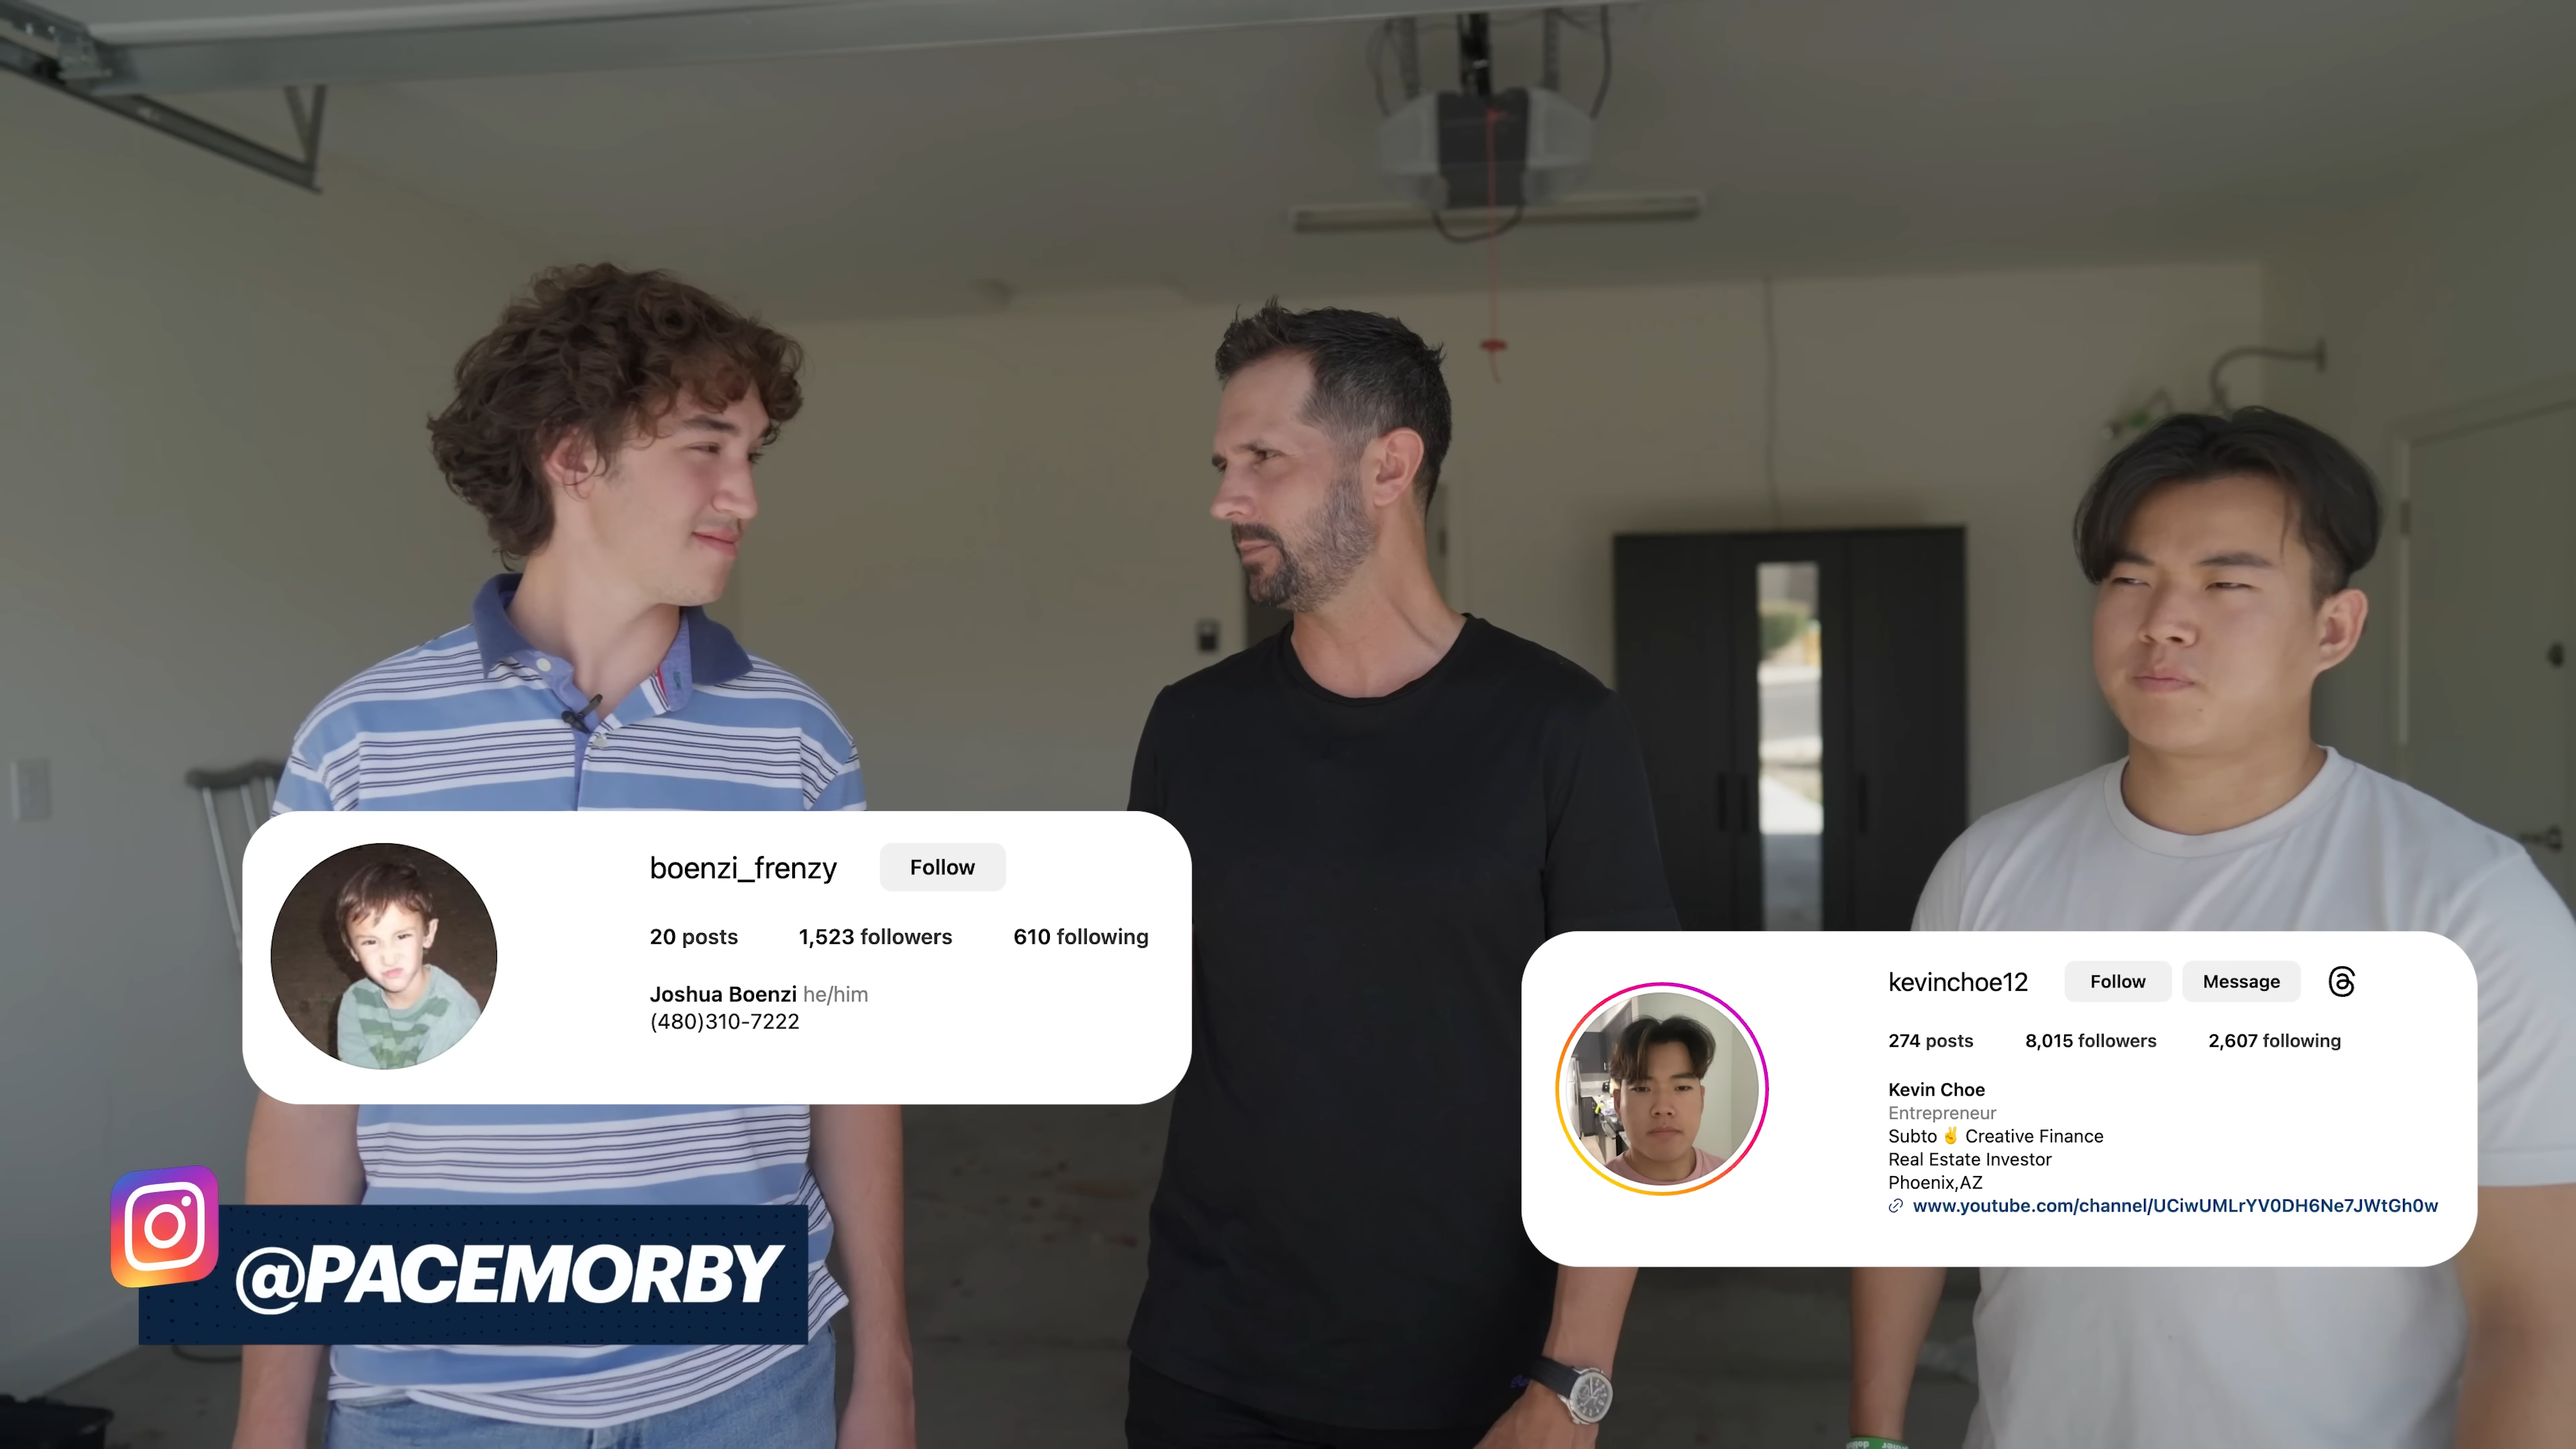 boenzi_frenzy Follow
20 posts 1,523 followers 610 following
Joshua Boenzi he/him
(480)310-7222
kevinchoe12 Follow Message
274 posts 8,015 followers 2,607 following
Kevin Choe
Entrepreneur
Subto ✌️ Creative Finance
Real Estate Investor
Phoenix,AZ
www.youtube.com/channel/UCiwUMLrYV0DH6Ne7JWtGh0w
@PACEMORBY